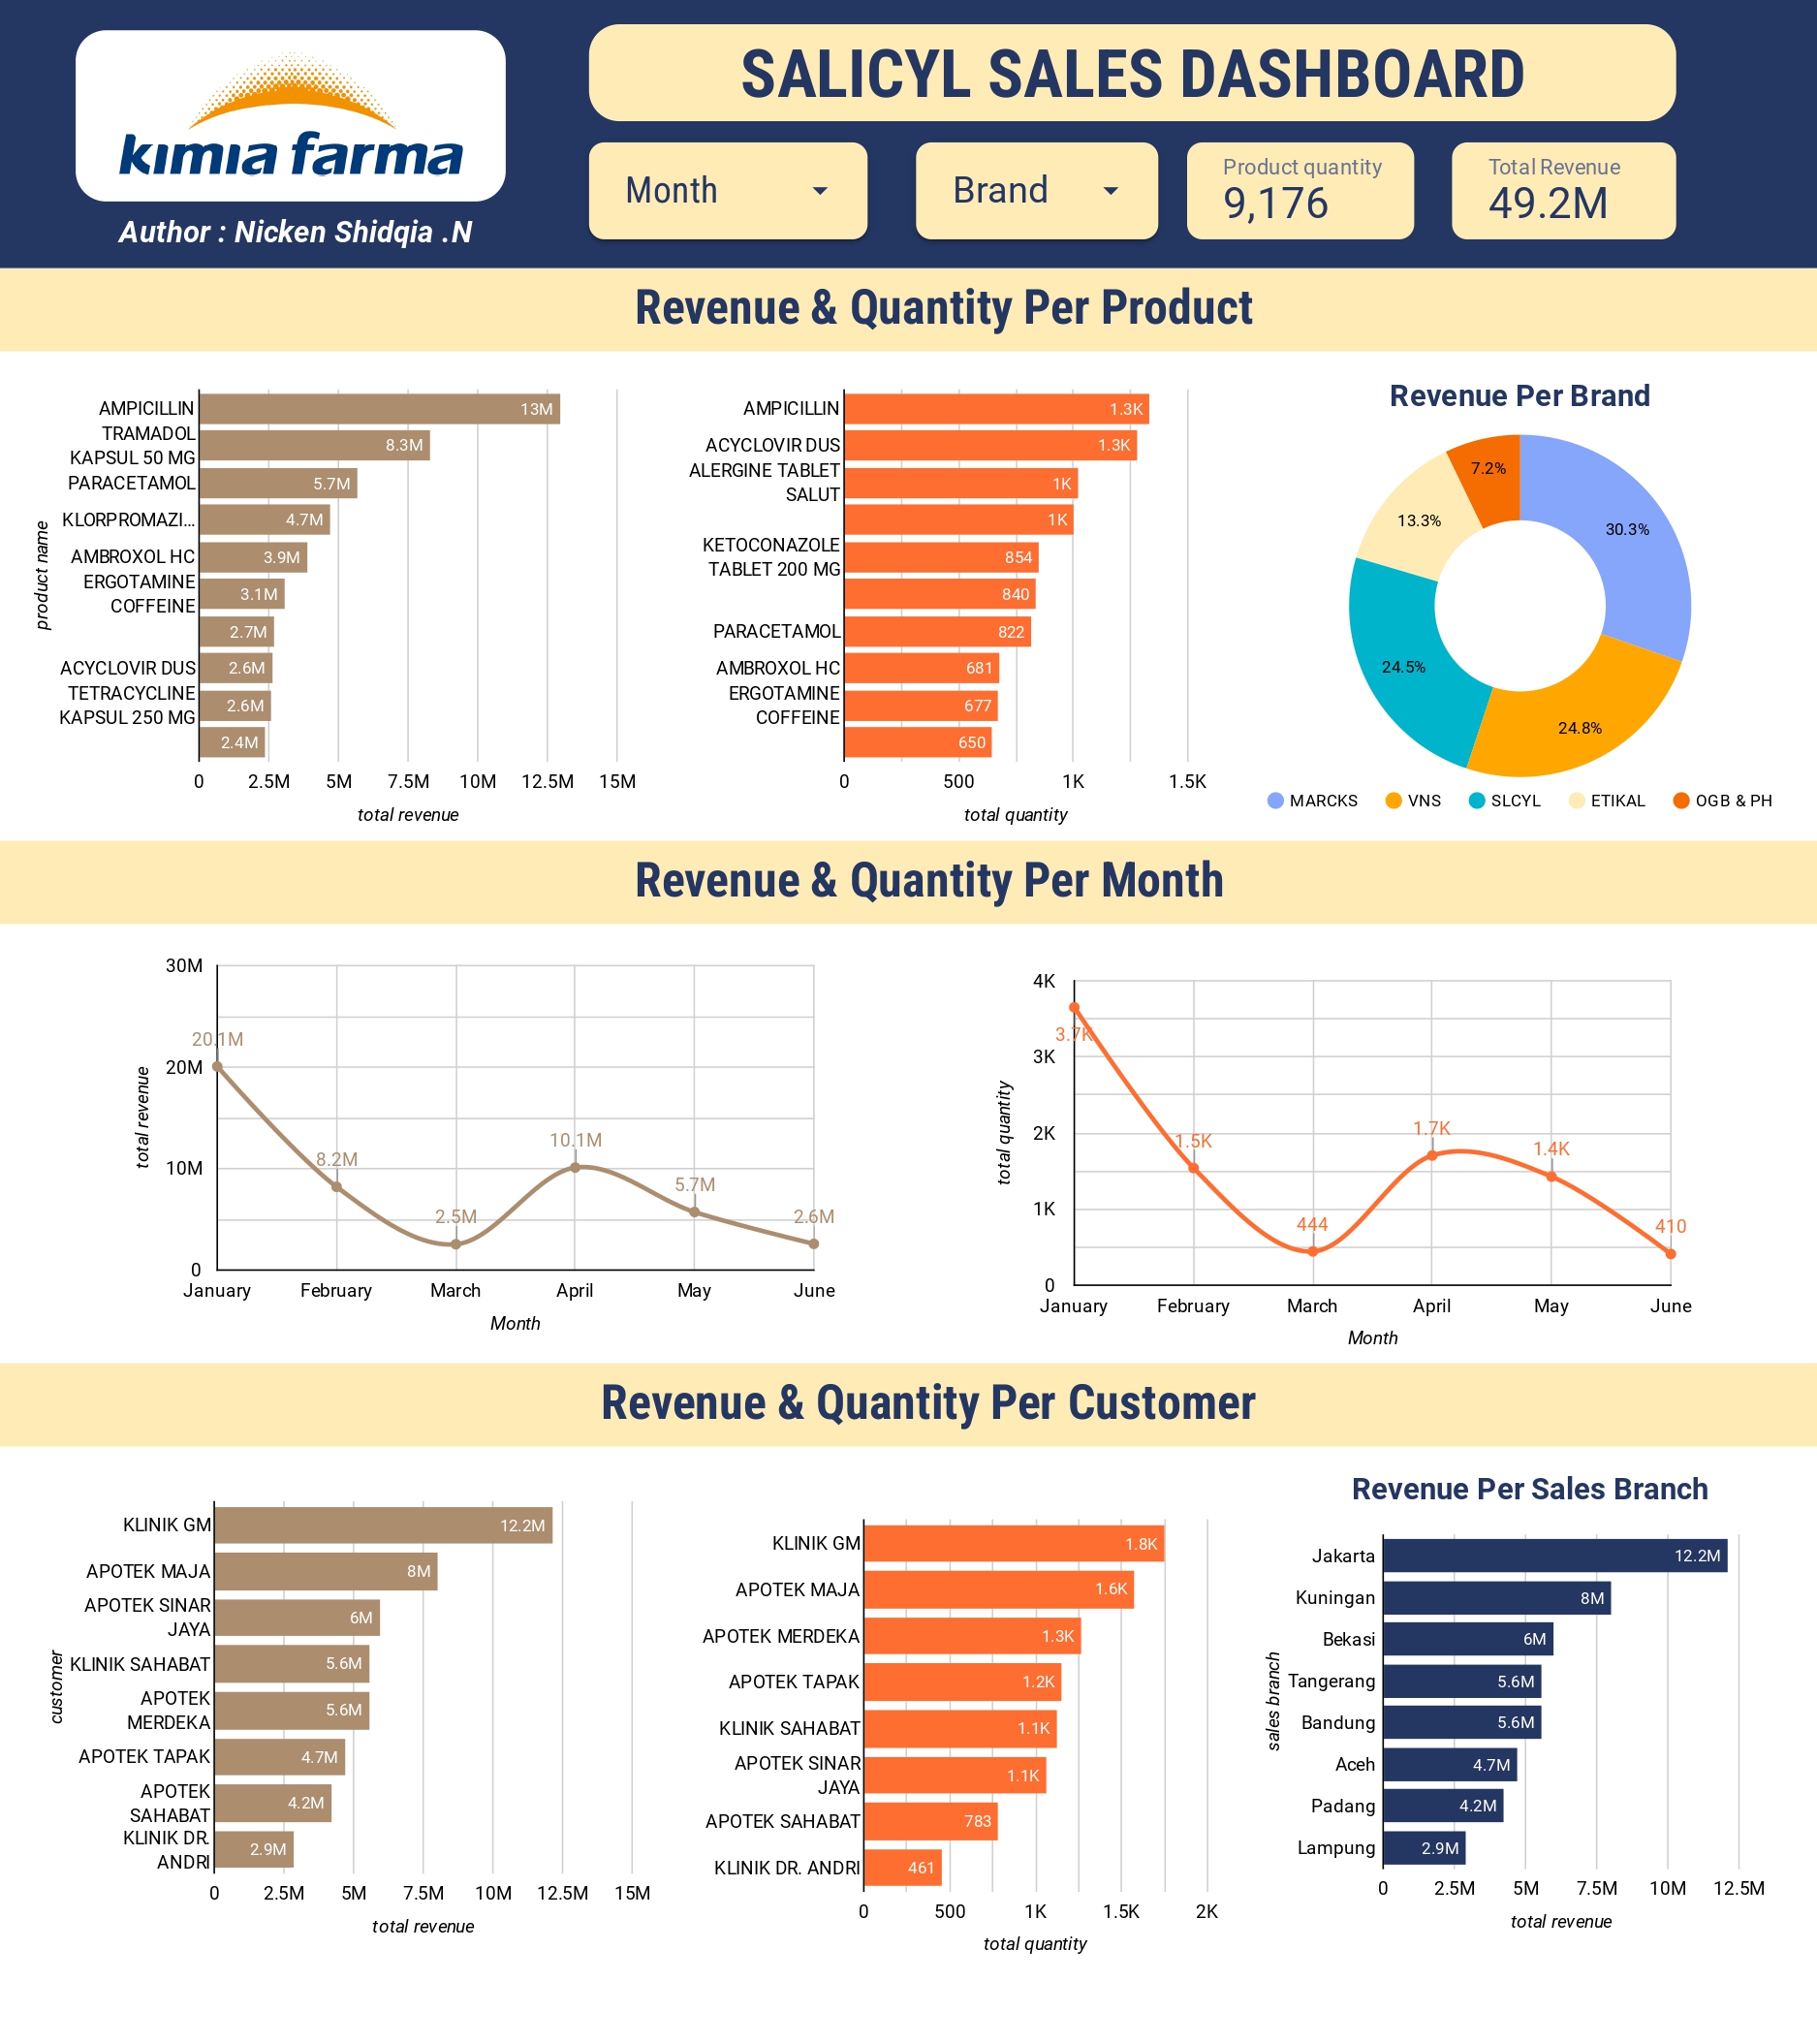 kimia farma
Author : Nicken Shidqia .N
SALICYL SALES DASHBOARD
Month
Brand
Product quantity
9,176
Total Revenue
49.2M
Revenue & Quantity Per Product
product name
AMPICILLIN
13M
TRAMADOL
KAPSUL 50 MG
8.3M
PARACETAMOL
5.7M
KLORPROMAZI...
4.7M
AMBROXOL HC
3.9M
ERGOTAMINE
COFFEINE
3.1M
2.7M
ACYCLOVIR DUS
2.6M
TETRACYCLINE
KAPSUL 250 MG
2.6M
2.4M
0 2.5M 5M 7.5M 10M 12.5M 15M
total revenue
AMPICILLIN
1.3K
ACYCLOVIR DUS
1.3K
ALERGINE TABLET
SALUT
1K
1K
KETOCONAZOLE
TABLET 200 MG
854
840
PARACETAMOL
822
AMBROXOL HC
681
ERGOTAMINE
COFFEINE
677
650
0 500 1K 1.5K
total quantity
Revenue Per Brand
7.2%
30.3%
13.3%
24.5%
24.8%
MARCKS VNS SLCYL ETIKAL OGB & PH
Revenue & Quantity Per Month
total revenue
30M
20M
10M
0
20.1M
8.2M
2.5M
10.1M
5.7M
2.6M
January February March April May June
Month
total quantity
4K
3K
2K
1K
0
3.7K
1.5K
444
1.7K
1.4K
410
January February March April May June
Month
Revenue & Quantity Per Customer
customer
KLINIK GM
12.2M
APOTEK MAJA
8M
APOTEK SINAR
JAYA
6M
KLINIK SAHABAT
5.6M
APOTEK
MERDEKA
5.6M
APOTEK TAPAK
4.7M
APOTEK
SAHABAT
4.2M
KLINIK DR.
ANDRI
2.9M
0 2.5M 5M 7.5M 10M 12.5M 15M
total revenue
KLINIK GM
1.8K
APOTEK MAJA
1.6K
APOTEK MERDEKA
1.3K
APOTEK TAPAK
1.2K
KLINIK SAHABAT
1.1K
APOTEK SINAR
JAYA
1.1K
APOTEK SAHABAT
783
KLINIK DR. ANDRI
461
0 500 1K 1.5K 2K
total quantity
Revenue Per Sales Branch
sales branch
Jakarta
12.2M
Kuningan
8M
Bekasi
6M
Tangerang
5.6M
Bandung
5.6M
Aceh
4.7M
Padang
4.2M
Lampung
2.9M
0 2.5M 5M 7.5M 10M 12.5M
total revenue